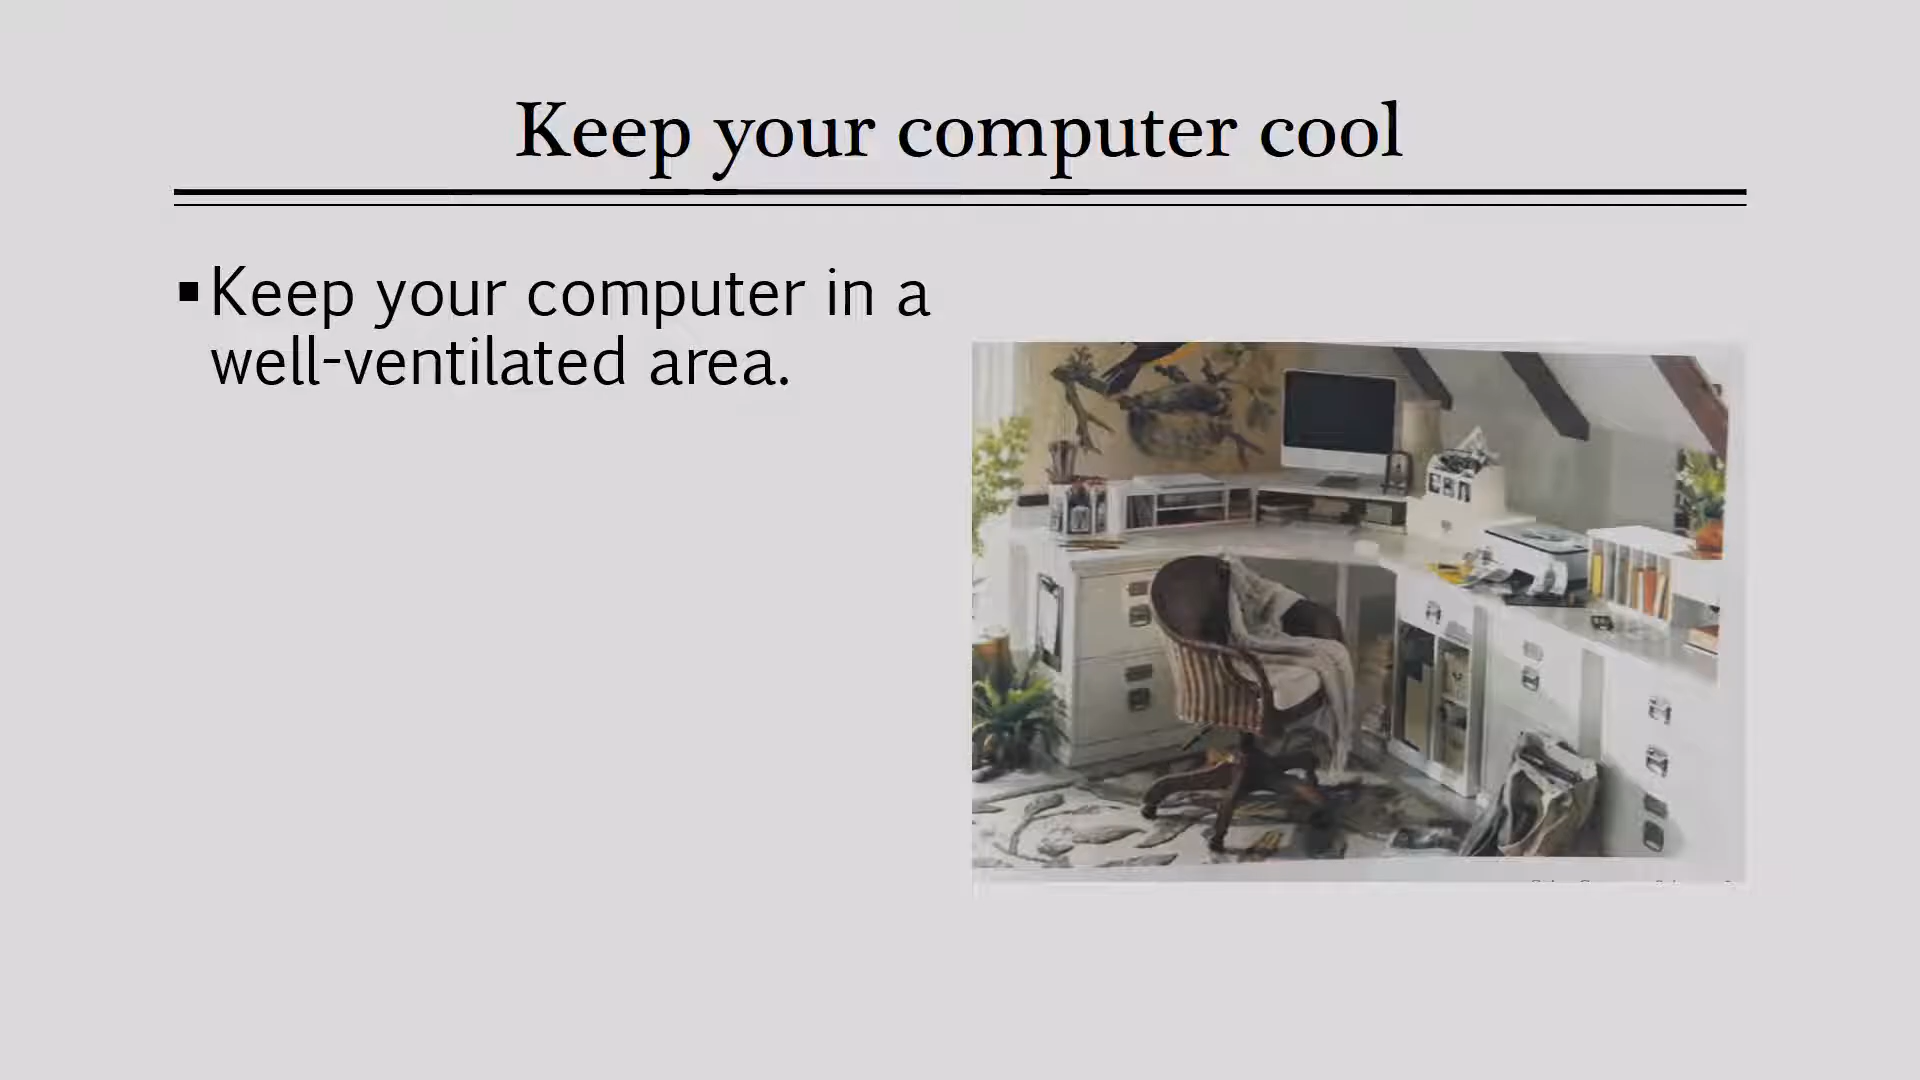 Keep your computer cool
▪Keep your computer in a
well-ventilated area.